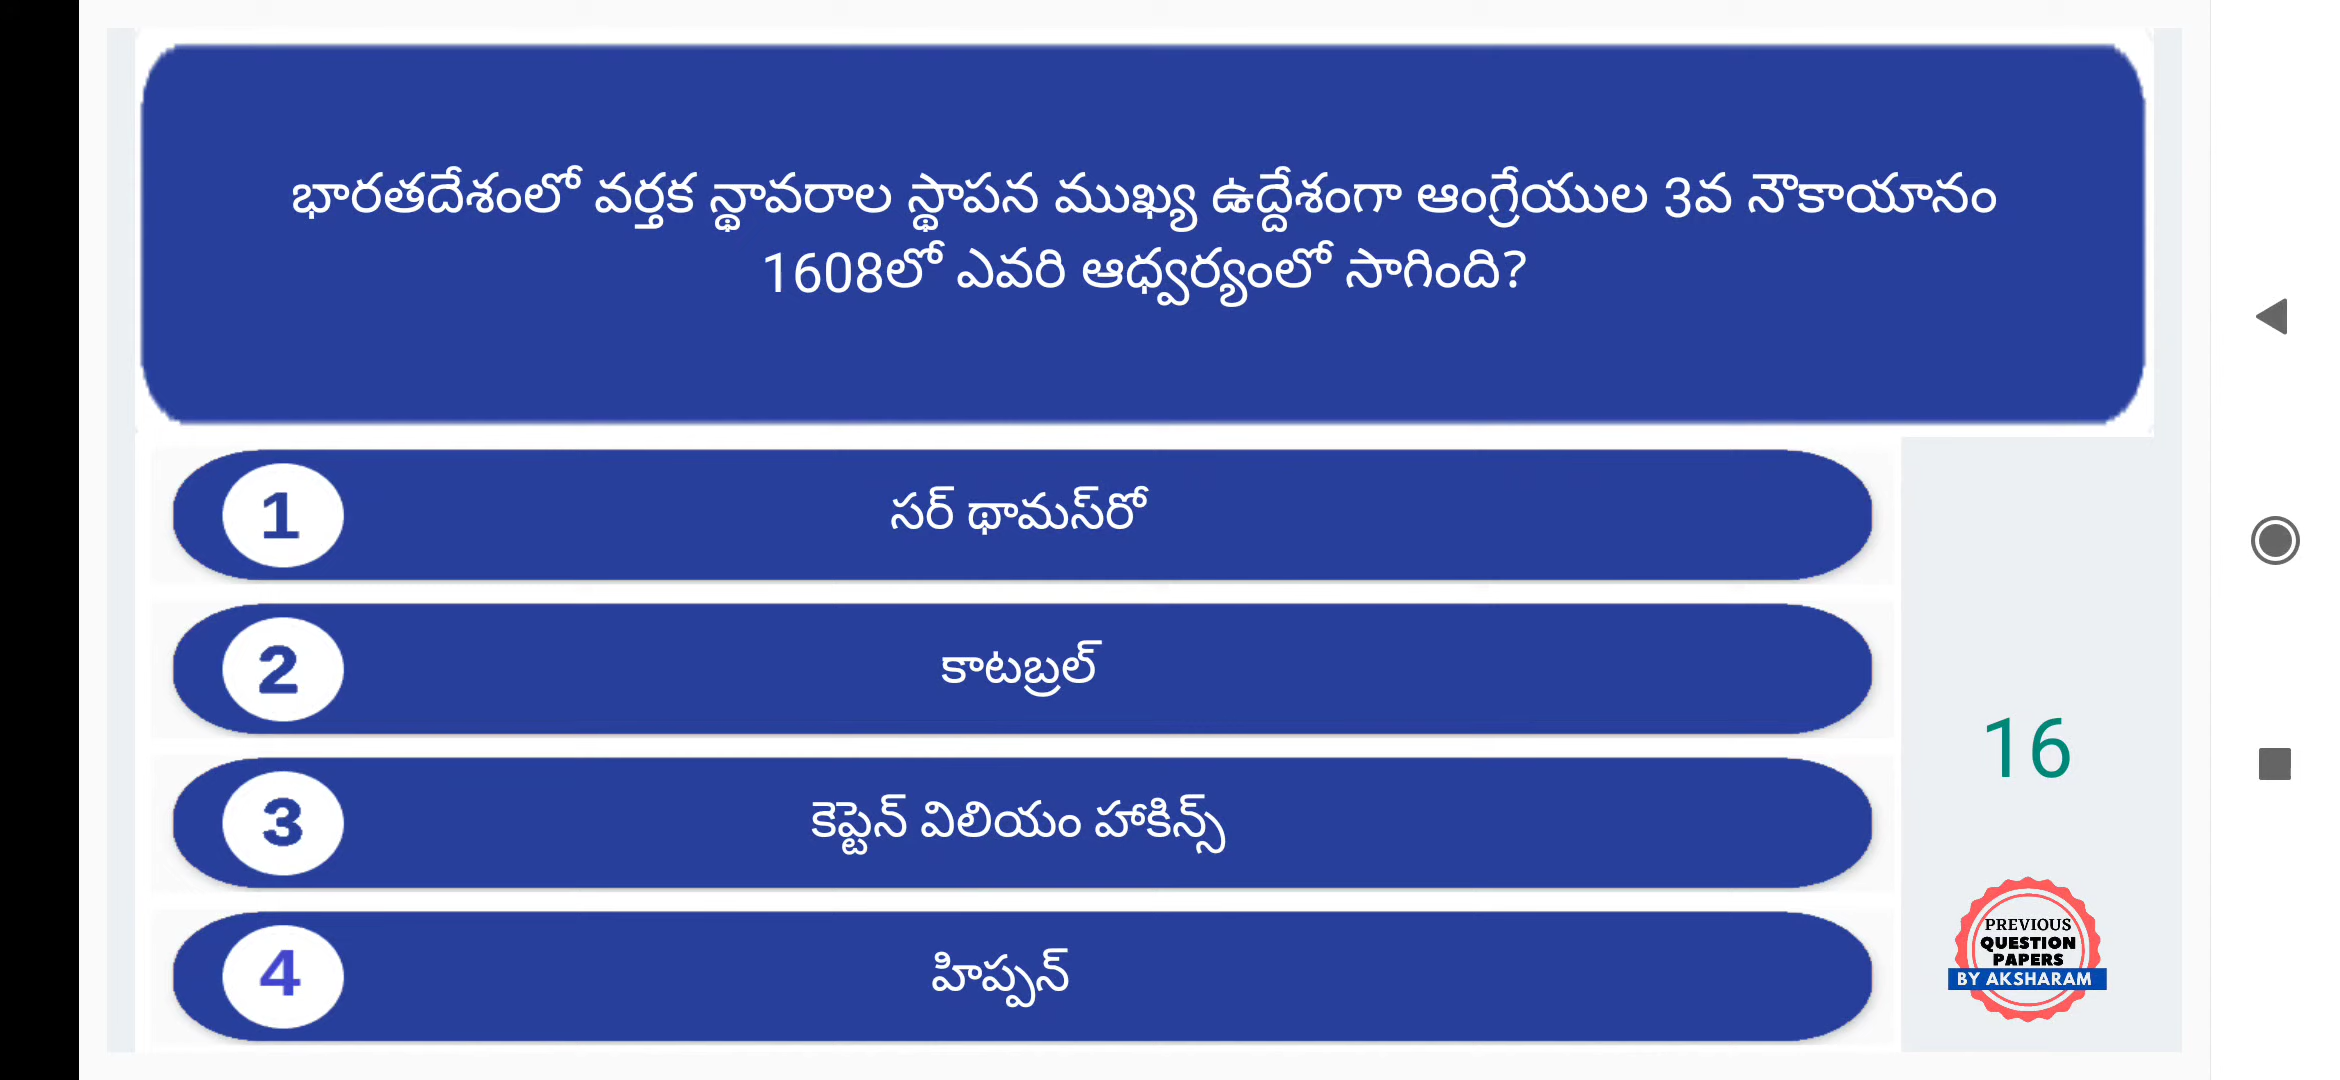 భారతదేశంలో వర్తక స్థావరాల స్థాపన ముఖ్య ఉద్దేశంగా ఆంగ్రేయుల 3వ నౌకాయానం
1608లో ఎవరి ఆధ్వర్యంలో సాగింది?
1 సర్ థామస్‌రో
2 కాటబ్రల్
3 కెప్టెన్ విలియం హాకిన్స్
4 హిప్పన్
16
PREVIOUS
QUESTION
PAPERS
BY AKSHARAM